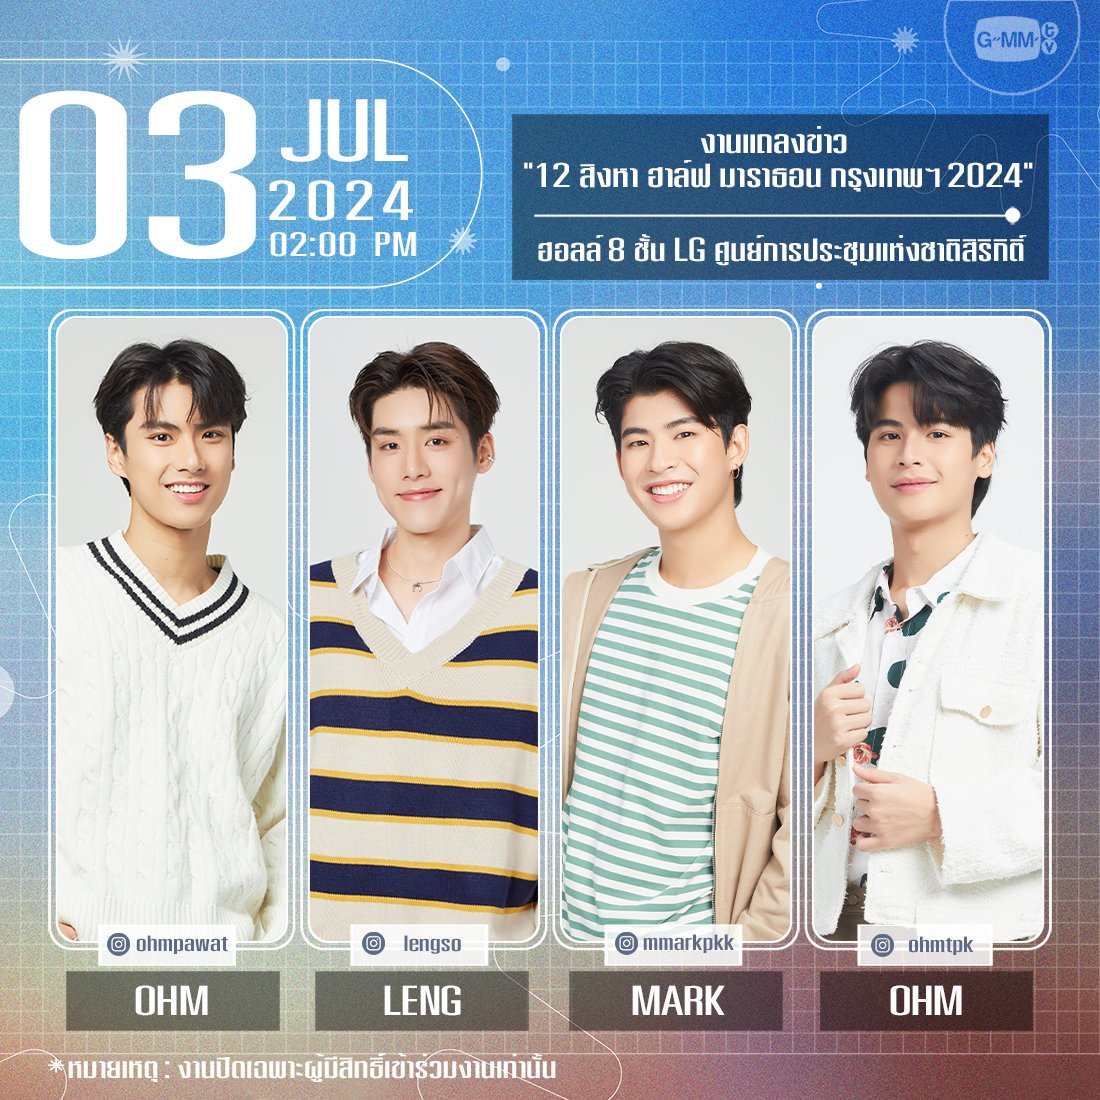 G-MM-TV
03
JUL
2024
02:00 PM
งานแถลงข่าว
"12 สิงหา ฮาล์ฟ มาราธอน กรุงเทพฯ 2024"
ฮอลล์ 8 ชั้น LG ศูนย์การประชุมแห่งชาติสิริกิติ์
ohmpawat
lengso
mmarkpkk
ohmtpk
OHM
LENG
MARK
OHM
*หมายเหตุ : งานปิดเฉพาะผู้มีสิทธิ์เข้าร่วมงานเท่านั้น